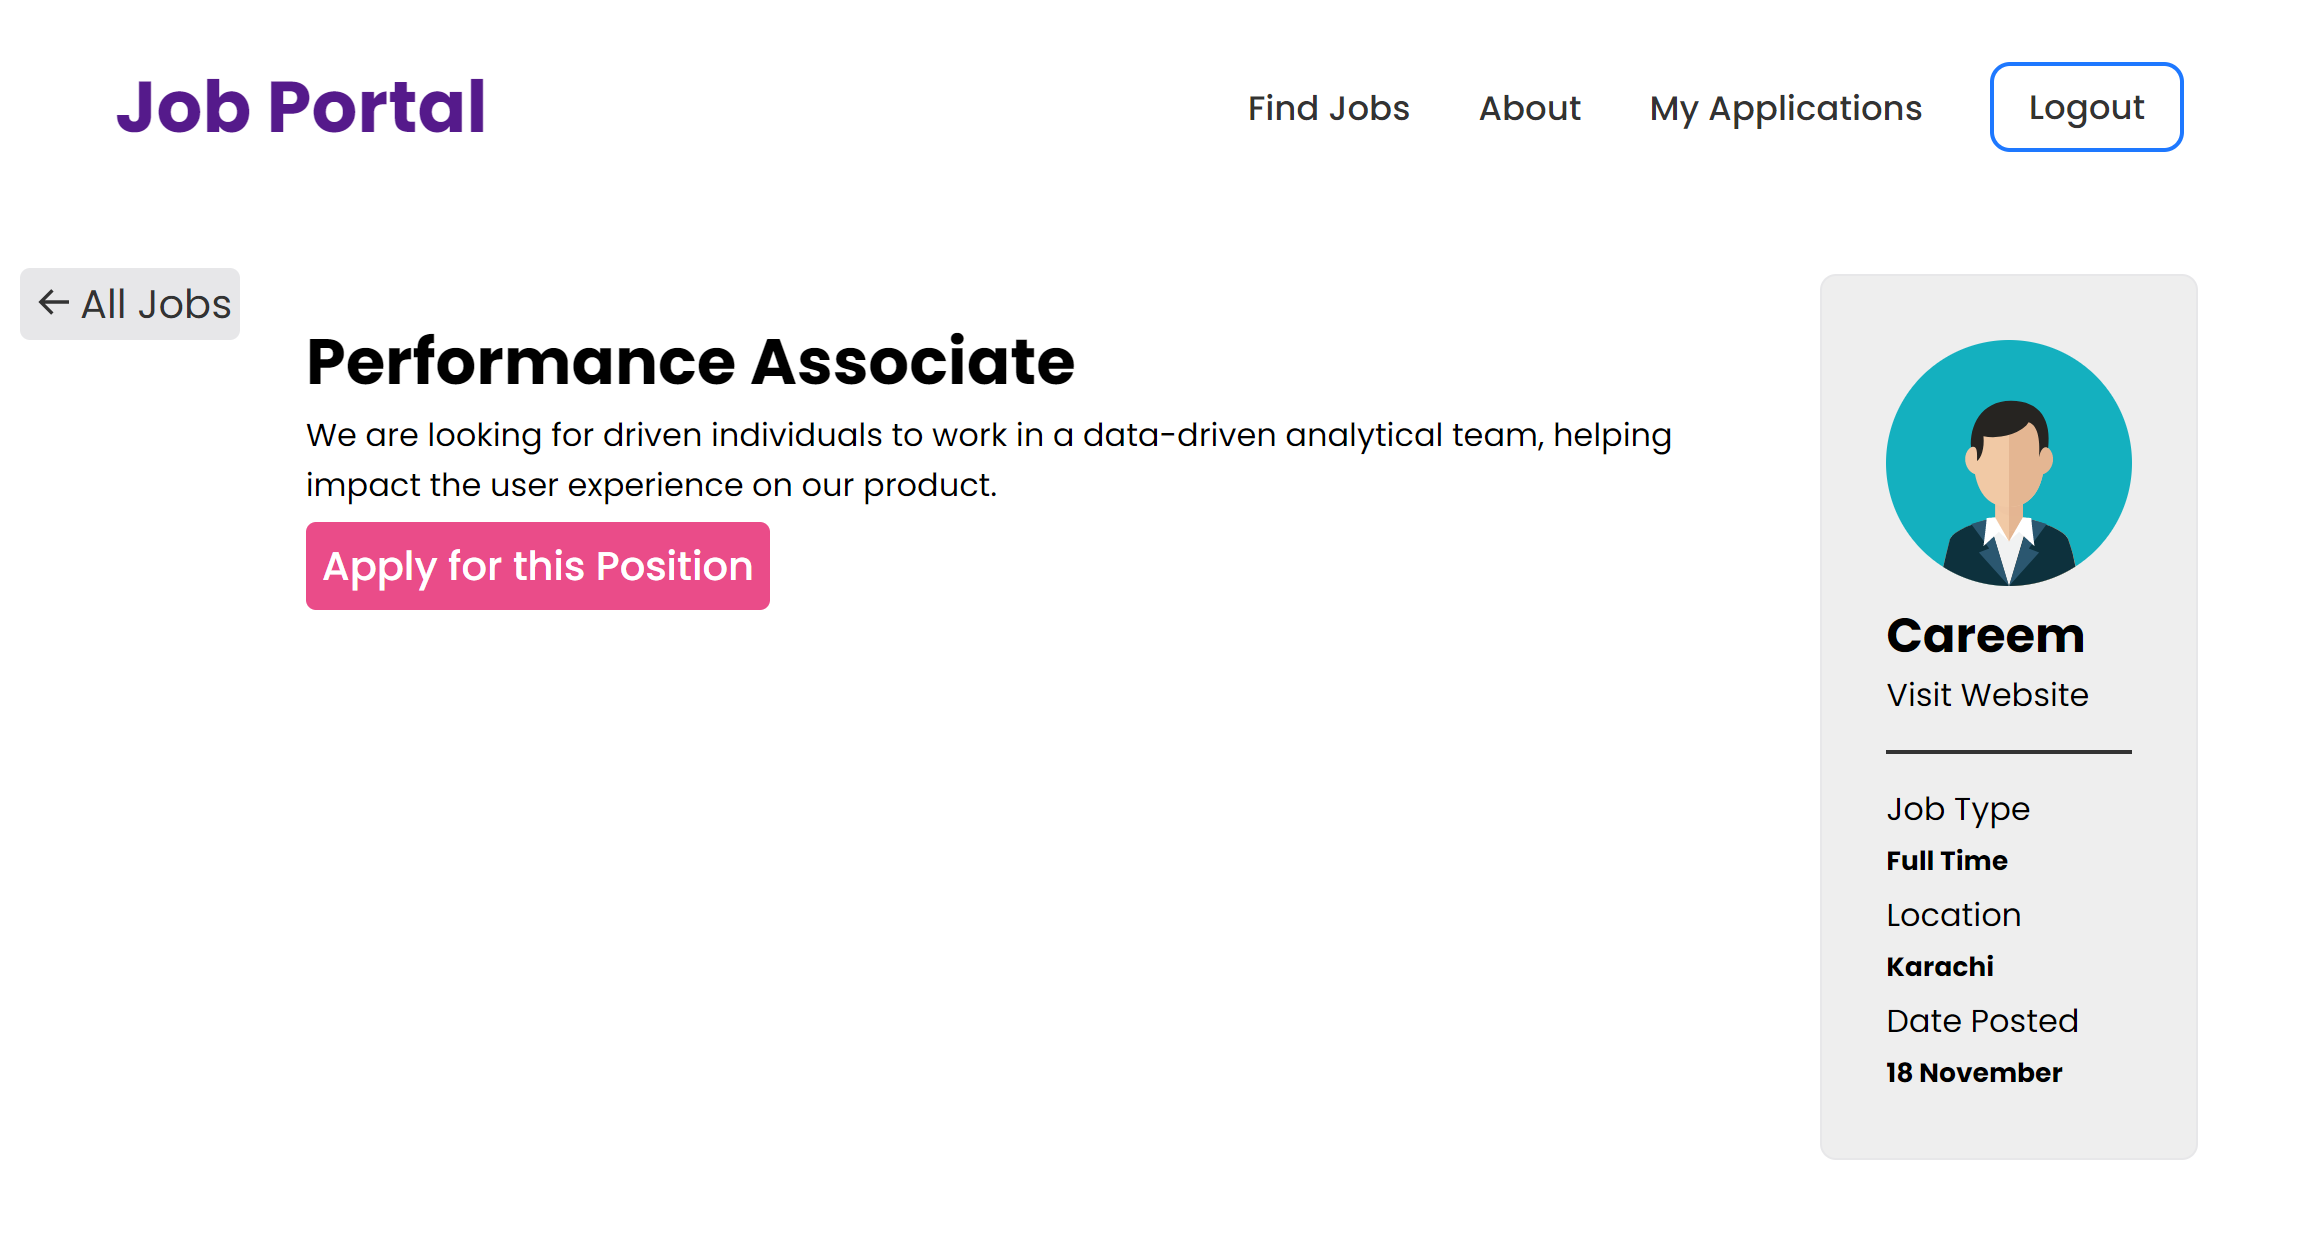 Job Portal
Find Jobs
About
My Applications
Logout
← All Jobs
Performance Associate
We are looking for driven individuals to work in a data-driven analytical team, helping
impact the user experience on our product.
Apply for this Position
Careem
Visit Website
Job Type
Full Time
Location
Karachi
Date Posted
18 November